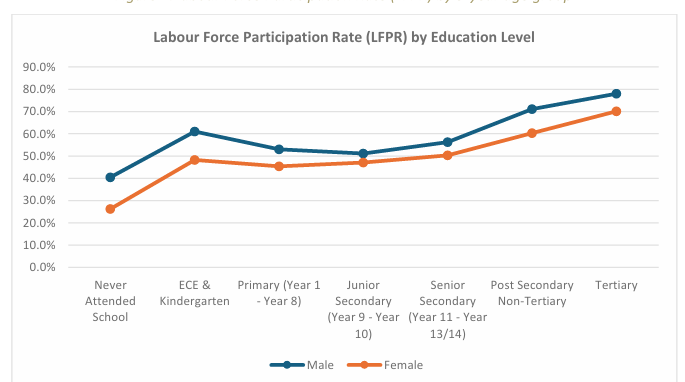 Labour Force Participation Rate (LFPR) by Education Level
90.0%
80.0%
70.0%
60.0%
50.0%
40.0%
30.0%
20.0%
10.0%
0.0%
Never
Attended
School
ECE &
Kindergarten
Primary (Year 1
- Year 8)
Junior
Secondary
(Year 9 - Year
10)
Senior
Secondary
(Year 11 - Year
13/14)
Post Secondary
Non-Tertiary
Tertiary
Male
Female